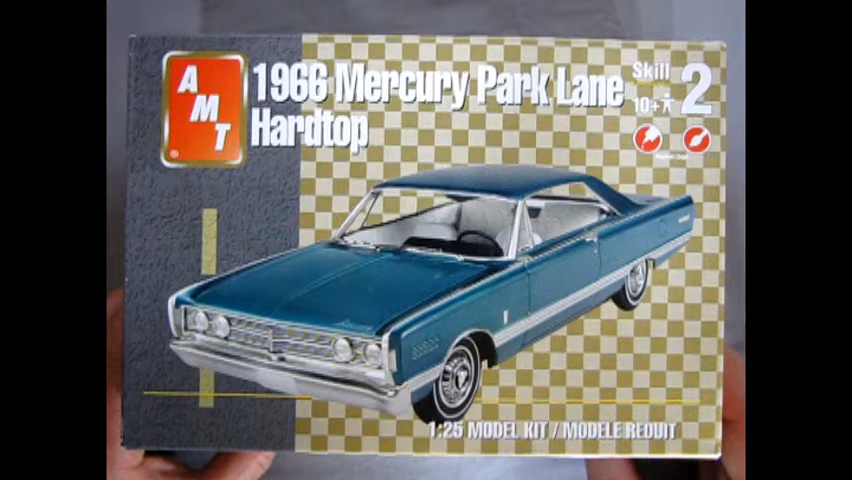 AMT
®
1966 Mercury Park Lane
Hardtop
Skill 2
10+
1:25 MODEL KIT / MODELE REDUIT